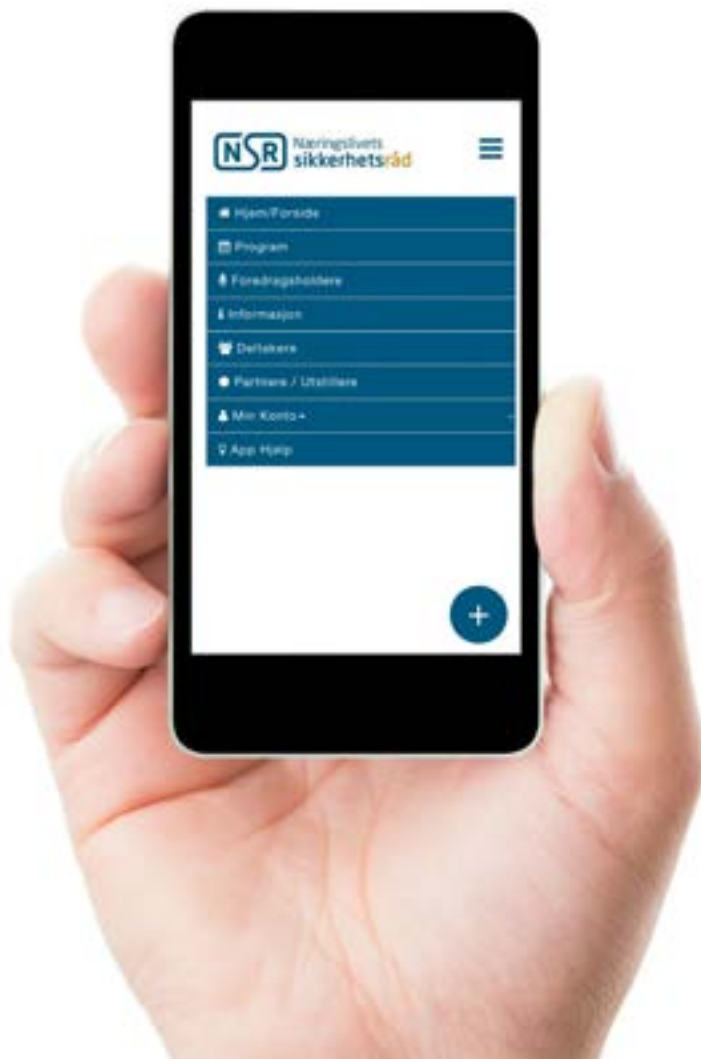 NSR Næringslivets
sikkerhetsråd
Hjem/Forside
Program
Foredragsholdere
Informasjon
Deltakere
Partnere / Utstillere
Min Konto
App Hjelp